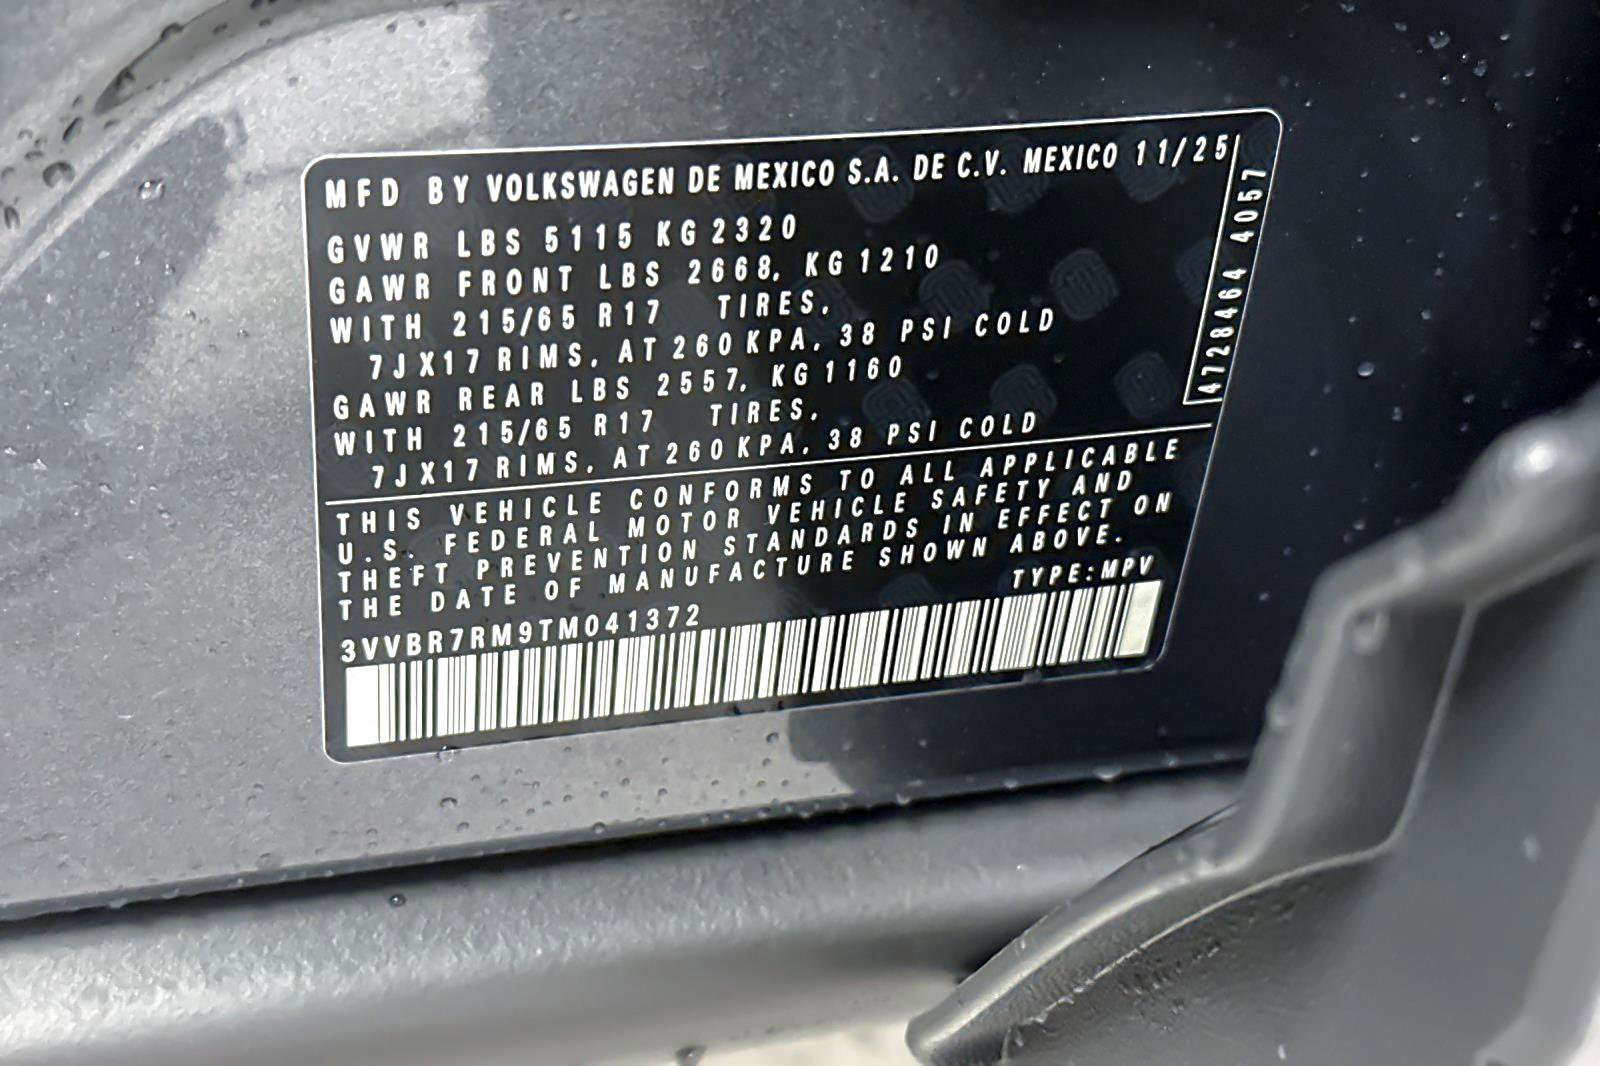 MFD BY VOLKSWAGEN DE MEXICO S.A. DE C.V. MEXICO 11/25
GVWR LBS 5115 KG 2320
GAWR FRONT LBS 2668, KG 1210
WITH 215/65 R17 TIRES,
7JX17 RIMS, AT 260 KPA, 38 PSI COLD
GAWR REAR LBS 2557, KG 1160
WITH 215/65 R17 TIRES,
7JX17 RIMS, AT 260 KPA, 38 PSI COLD
4728464 4057
THIS VEHICLE CONFORMS TO ALL APPLICABLE
U.S. FEDERAL MOTOR VEHICLE SAFETY AND
THEFT PREVENTION STANDARDS IN EFFECT ON
THE DATE OF MANUFACTURE SHOWN ABOVE.
3VVBR7RM9TM041372 TYPE:MPV